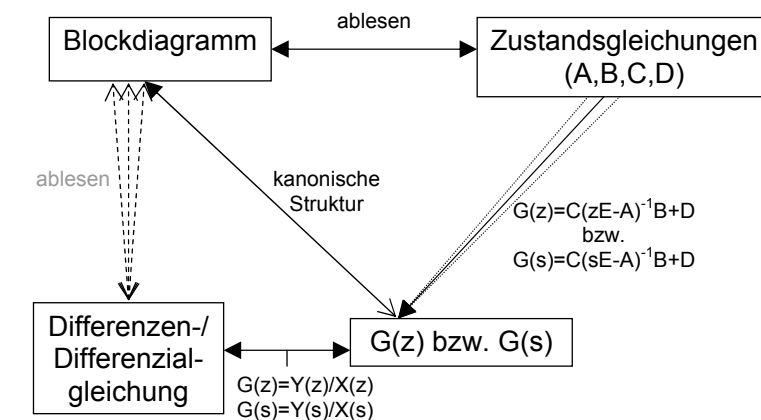 ablesen
Blockdiagramm
Zustandsgleichungen
(A,B,C,D)
ablesen
kanonische
Struktur
G(z)=C(zE-A)⁻¹B+D
bzw.
G(s)=C(sE-A)⁻¹B+D
Differenzen-/
Differenzial-
gleichung
G(z) bzw. G(s)
G(z)=Y(z)/X(z)
G(s)=Y(s)/X(s)